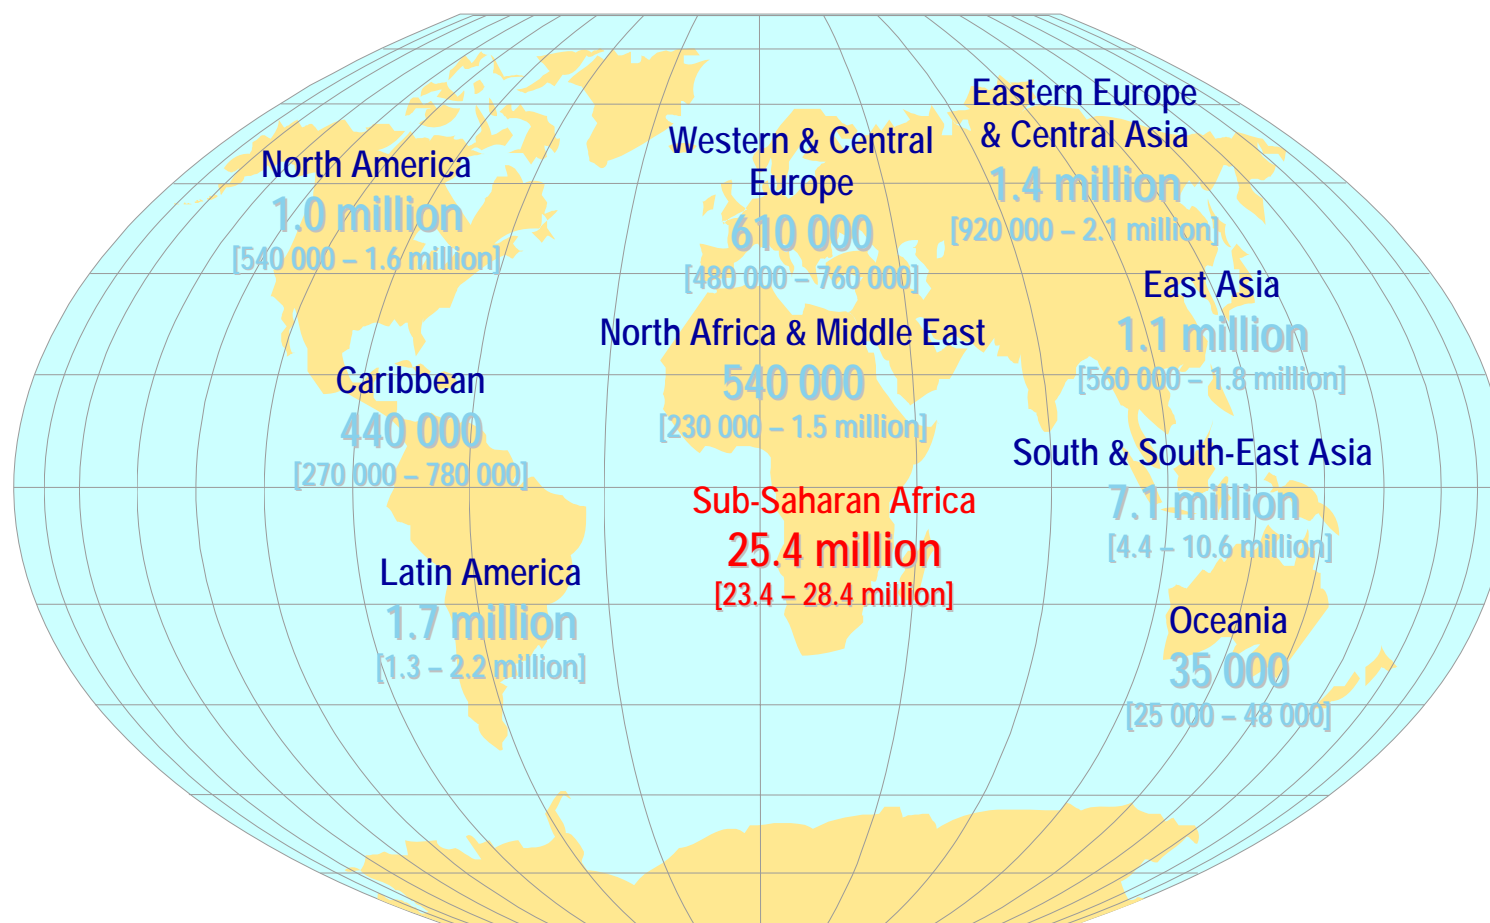 Eastern Europe
& Central Asia
1.4 million
[920 000 – 2.1 million]
Western & Central
Europe
610 000
[480 000 – 760 000]
North America
1.0 million
[540 000 – 1.6 million]
East Asia
1.1 million
[560 000 – 1.8 million]
North Africa & Middle East
540 000
[230 000 – 1.5 million]
Caribbean
440 000
[270 000 – 780 000]
South & South-East Asia
7.1 million
[4.4 – 10.6 million]
Sub-Saharan Africa
25.4 million
[23.4 – 28.4 million]
Latin America
1.7 million
[1.3 – 2.2 million]
Oceania
35 000
[25 000 – 48 000]